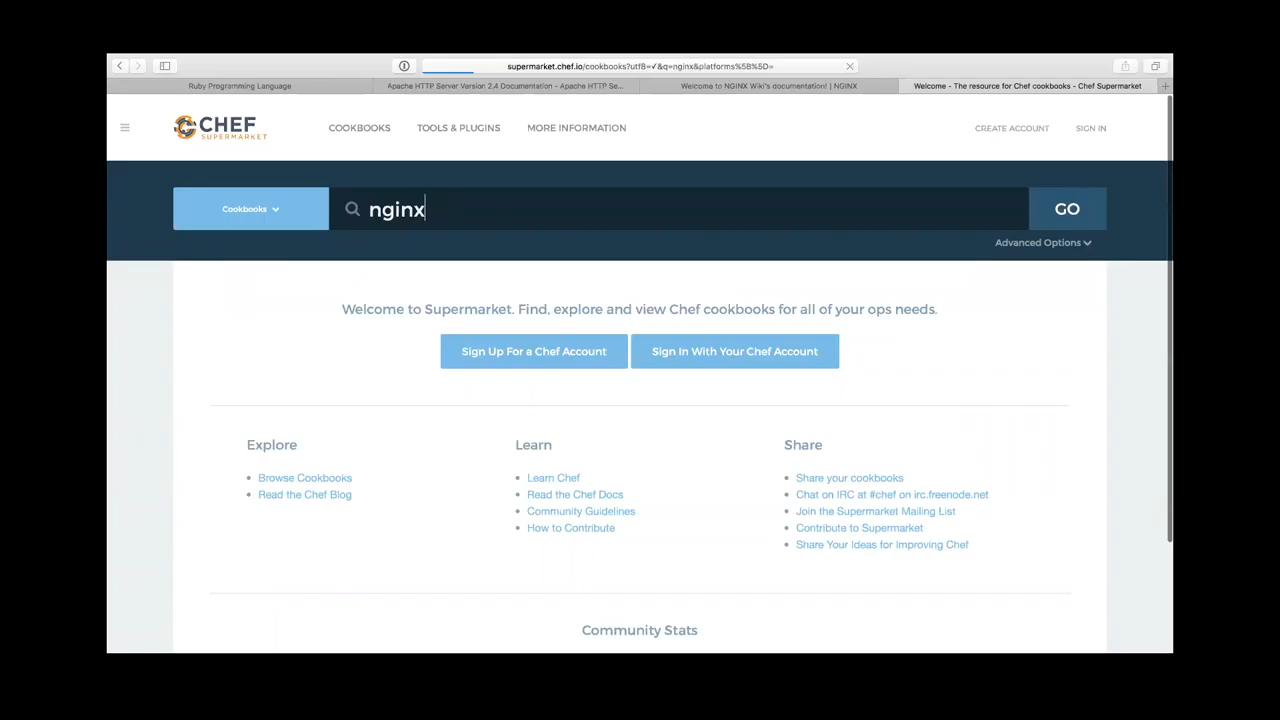 supermarket.chef.io/cookbooks?utf8=✓&q=nginx&platforms%5B%5D=
Ruby Programming Language
Apache HTTP Server Version 2.4 Documentation - Apache HTTP Se...
Welcome to NGINX Wiki's documentation! | NGINX
Welcome - The resource for Chef cookbooks - Chef Supermarket
CHEF
SUPERMARKET
COOKBOOKS
TOOLS & PLUGINS
MORE INFORMATION
CREATE ACCOUNT
SIGN IN
Cookbooks
nginx
GO
Advanced Options
Welcome to Supermarket. Find, explore and view Chef cookbooks for all of your ops needs.
Sign Up For a Chef Account
Sign In With Your Chef Account
Explore
Browse Cookbooks
Read the Chef Blog
Learn
Learn Chef
Read the Chef Docs
Community Guidelines
How to Contribute
Share
Share your cookbooks
Chat on IRC at #chef on irc.freenode.net
Join the Supermarket Mailing List
Contribute to Supermarket
Share Your Ideas for Improving Chef
Community Stats